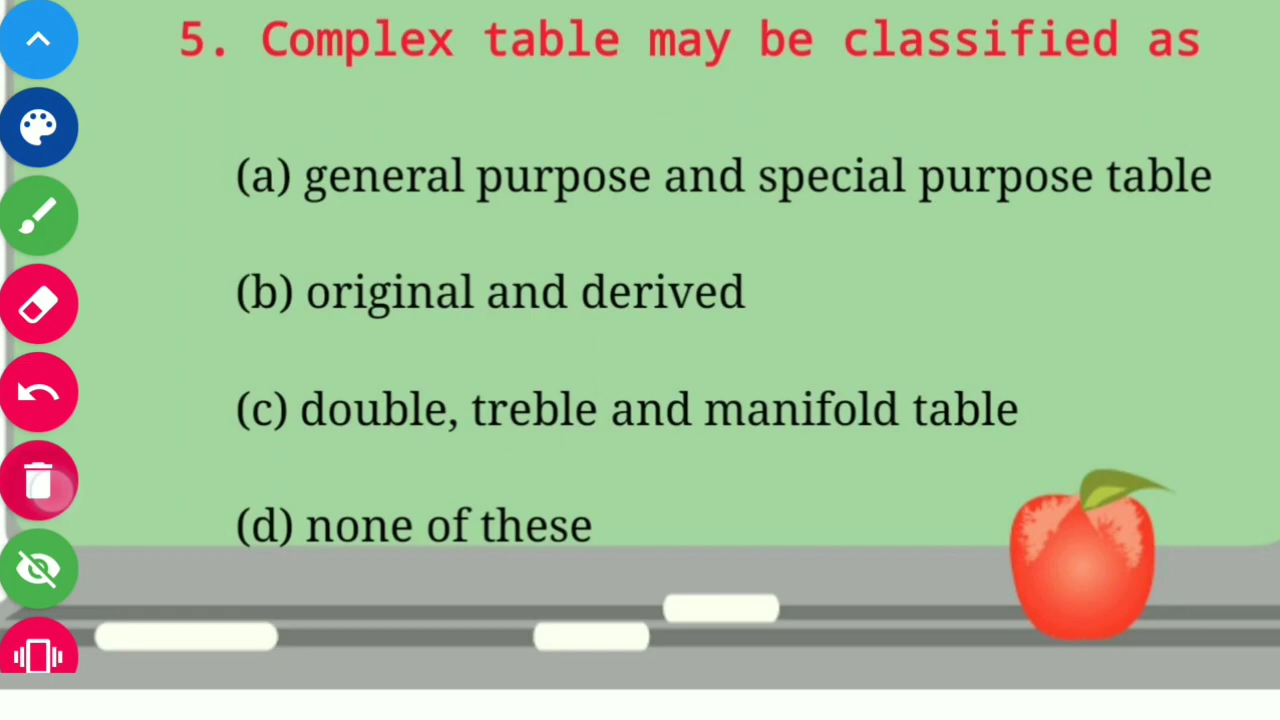 5. Complex table may be classified as
(a) general purpose and special purpose table
(b) original and derived
(c) double, treble and manifold table
(d) none of these